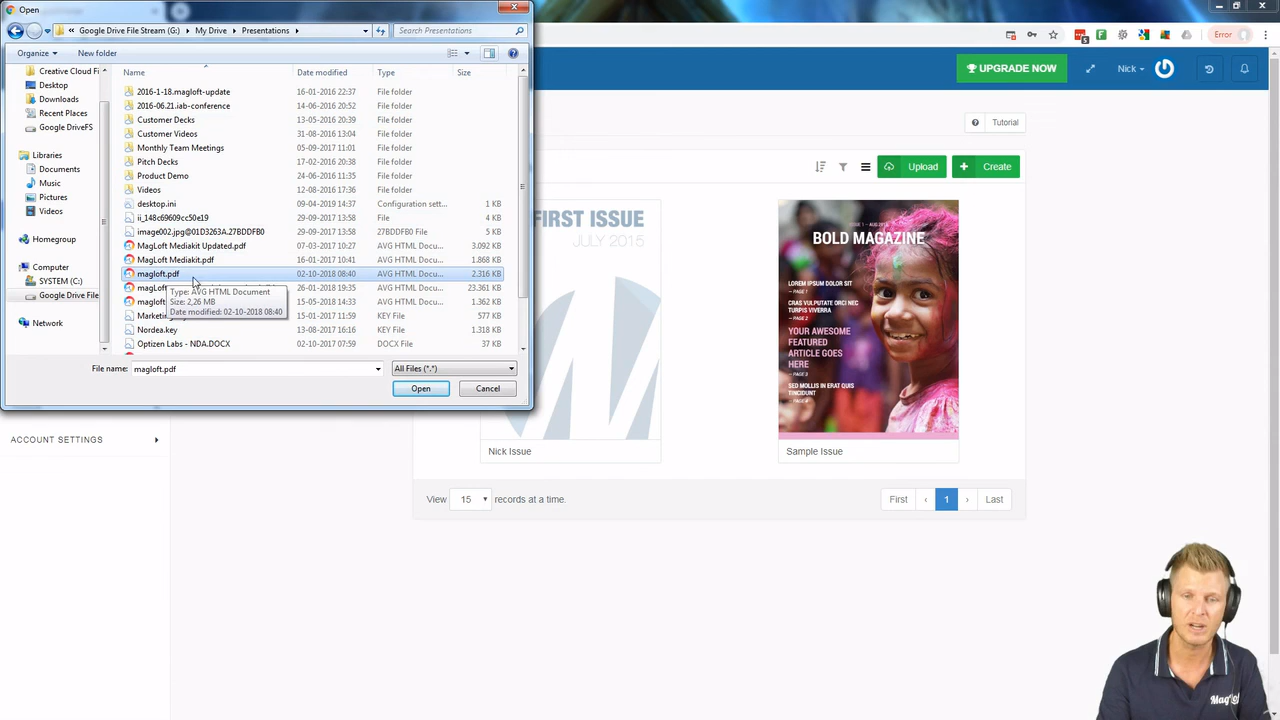 Open
« Google Drive File Stream (G:) ▸ My Drive ▸ Presentations ▸
Search Presentations
Organize
New folder
Name
Date modified
Type
Size
Creative Cloud Fi
Desktop
Downloads
Recent Places
Google DriveFS
Libraries
Documents
Music
Pictures
Videos
Homegroup
Computer
SYSTEM (C:)
Google Drive File
Network
2016-1-18.magloft-update 16-01-2016 22:37 File folder
2016-06.21.iab-conference 14-06-2016 20:52 File folder
Customer Decks 13-05-2016 20:39 File folder
Customer Videos 31-08-2016 13:04 File folder
Monthly Team Meetings 05-09-2017 11:01 File folder
Pitch Decks 17-02-2016 20:38 File folder
Product Demo 24-06-2016 11:35 File folder
Videos 12-08-2016 17:36 File folder
desktop.ini 09-04-2019 14:37 Configuration sett... 1 KB
ii_148c69609cc50e19 29-09-2017 13:58 File 4 KB
image002.jpg@01D3263A.27BDDFB0 29-09-2017 13:58 27BDDFB0 File 6 KB
MagLoft Mediakit Updated.pdf 07-03-2017 10:27 AVG HTML Docu... 3.092 KB
MagLoft Mediakit.pdf 15-01-2017 10:40 AVG HTML Docu... 1.868 KB
magloft.pdf 02-10-2018 08:40 AVG HTML Docu... 2.316 KB
magL 26-01-2018 19:35 AVG HTML Docu... 23.361 KB
magloft 15-05-2018 14:32 AVG HTML Docu... 1.362 KB
Market 16-01-2017 11:59 KEY File 577 KB
Nordea.key 13-08-2017 16:16 KEY File 1.318 KB
Optizen Labs - NDA.DOCX 02-10-2017 07:59 DOCX File 37 KB
Type: AVG HTML Document
Size: 2,26 MB
Date modified: 02-10-2018 08:40
File name: magloft.pdf
All Files (*.*)
Open
Cancel
Error
UPGRADE NOW
Nick
Tutorial
Upload
Create
FIRST ISSUE
JULY 2015
Nick Issue
BOLD MAGAZINE
LOREM IPSUM DOLOR SIT
- PAGE 1
CRAS VULPUTATE ORCI NEC
TURPIS VIVERRA
- PAGE 2
YOUR AWESOME
FEATURED
ARTICLE GOES
HERE
- PAGE 3
SED MOLLIS IN ERAT QUIS
TINCIDUNT
Sample Issue
View 15 records at a time.
First ‹ 1 › Last
ACCOUNT SETTINGS